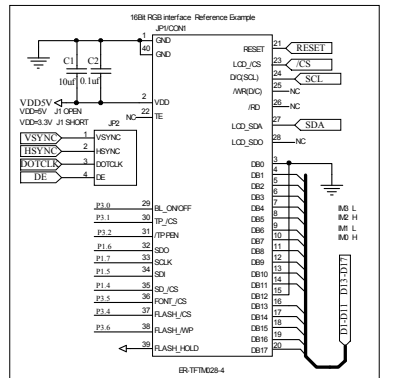 16Bit RGB interface Reference Example
JP1/CON1
1 GND
40 GND
C1 C2
10uf 0.1uf
VDD5V
VDD=5V J1 OPEN
VDD=3.3V J1 SHORT
2 VDD
NC 22 TE
JP2
VSYNC 1 VSYNC
HSYNC 2 HSYNC
DOTCLK 3 DOTCLK
DE 4 DE
P3.0 29 BL_ON/OFF
P3.1 30 TP_/CS
P3.2 31 /TPPEN
P1.6 32 SDO
P1.7 33 SCLK
P1.5 34 SDI
P1.4 35 SD_/CS
P3.5 36 FONT_/CS
P3.4 37 FLASH_/CS
P3.6 38 FLASH_/WP
39 FLASH_HOLD
RESET 21 RESET
LCD_/CS 23 /CS
D/C(SCL) 24 SCL
/WR(D/C) 25 NC
/RD 26 NC
LCD_SDA 27 SDA
LCD_SDO 28 NC
DB0 3
DB1 4
DB2 5
DB3 6
DB4 7
DB5 8
DB6 9
DB7 10
DB8 11
DB9 12
DB10 13
DB11 14
DB12 15
DB13 16
DB14 17
DB15 18
DB16 19
DB17 20
IM3 L
IM2 H
IM1 L
IM0 H
D1-D11 D13-D17
ER-TFTM028-4